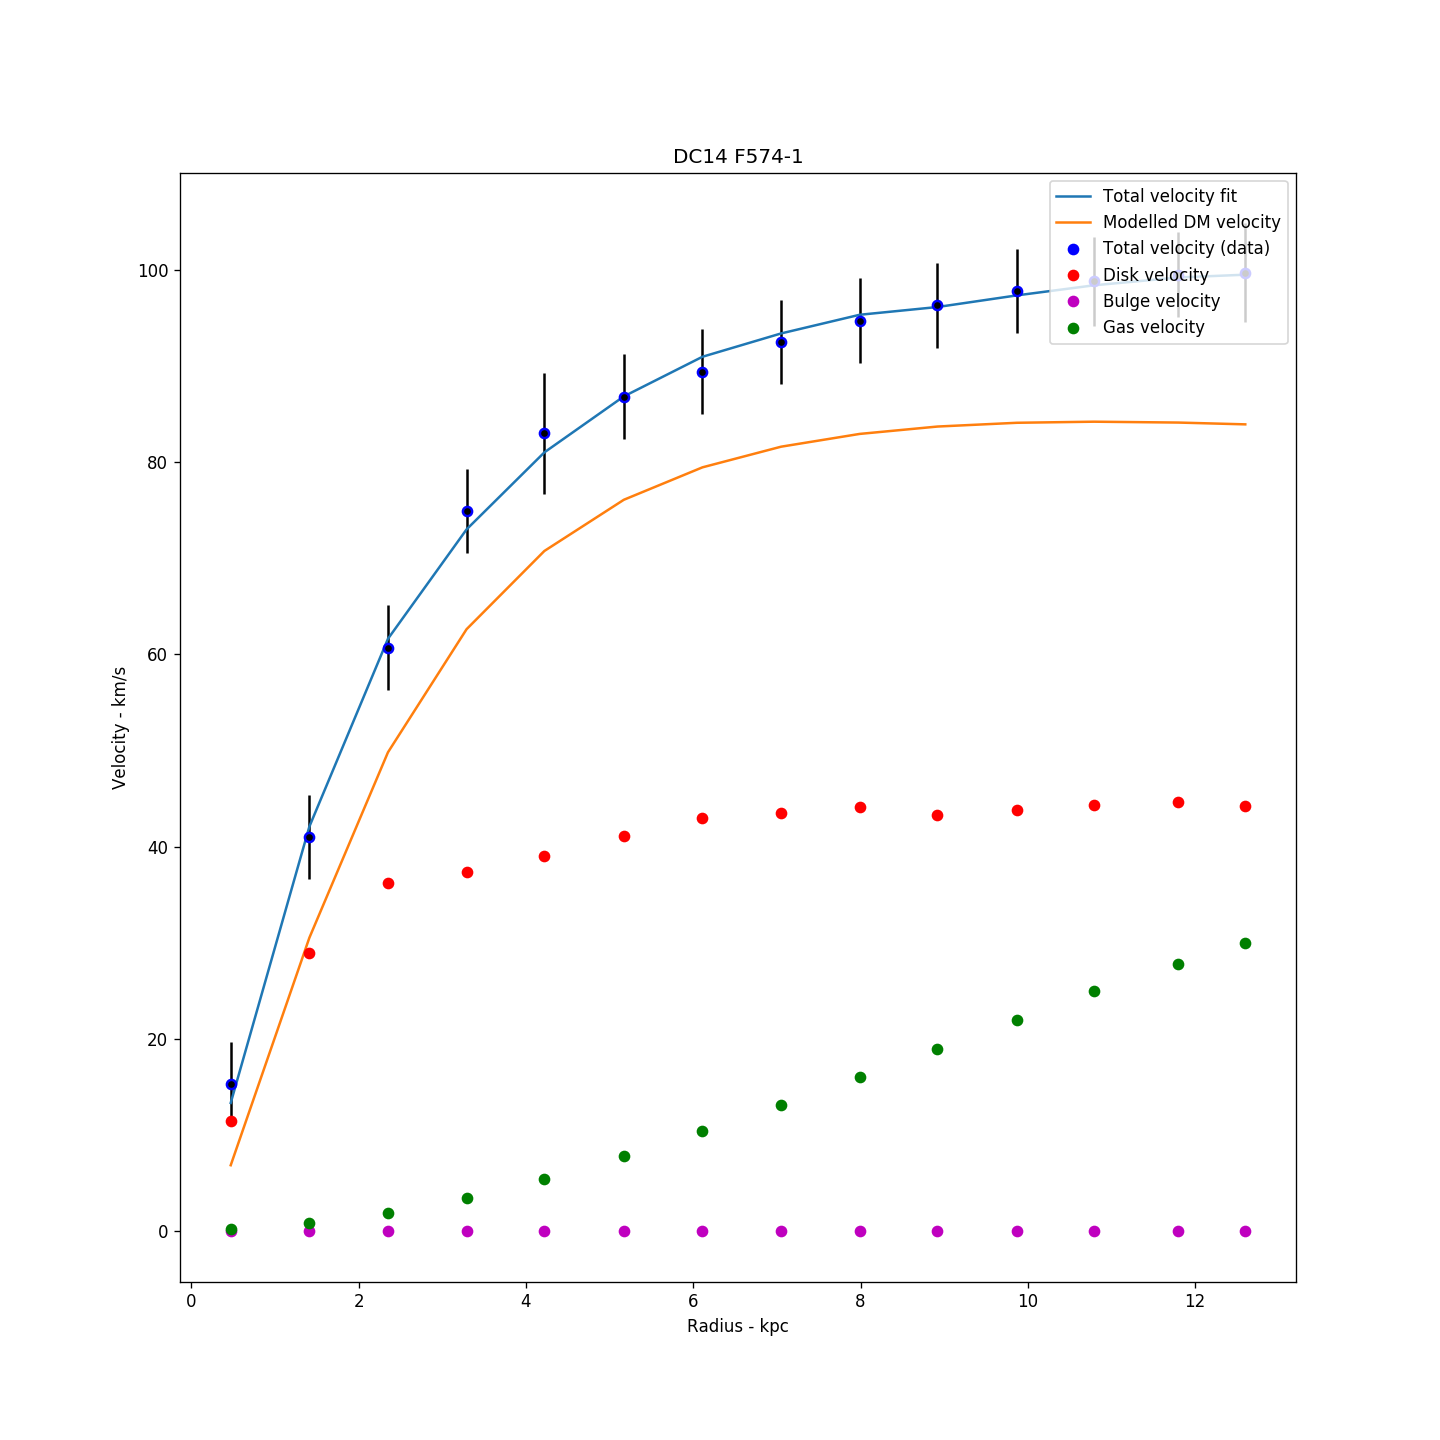 DC14 F574-1
Total velocity fit
Modelled DM velocity
Total velocity (data)
Disk velocity
Bulge velocity
Gas velocity
100
80
60
40
20
0
Velocity - km/s
0 2 4 6 8 10 12
Radius - kpc